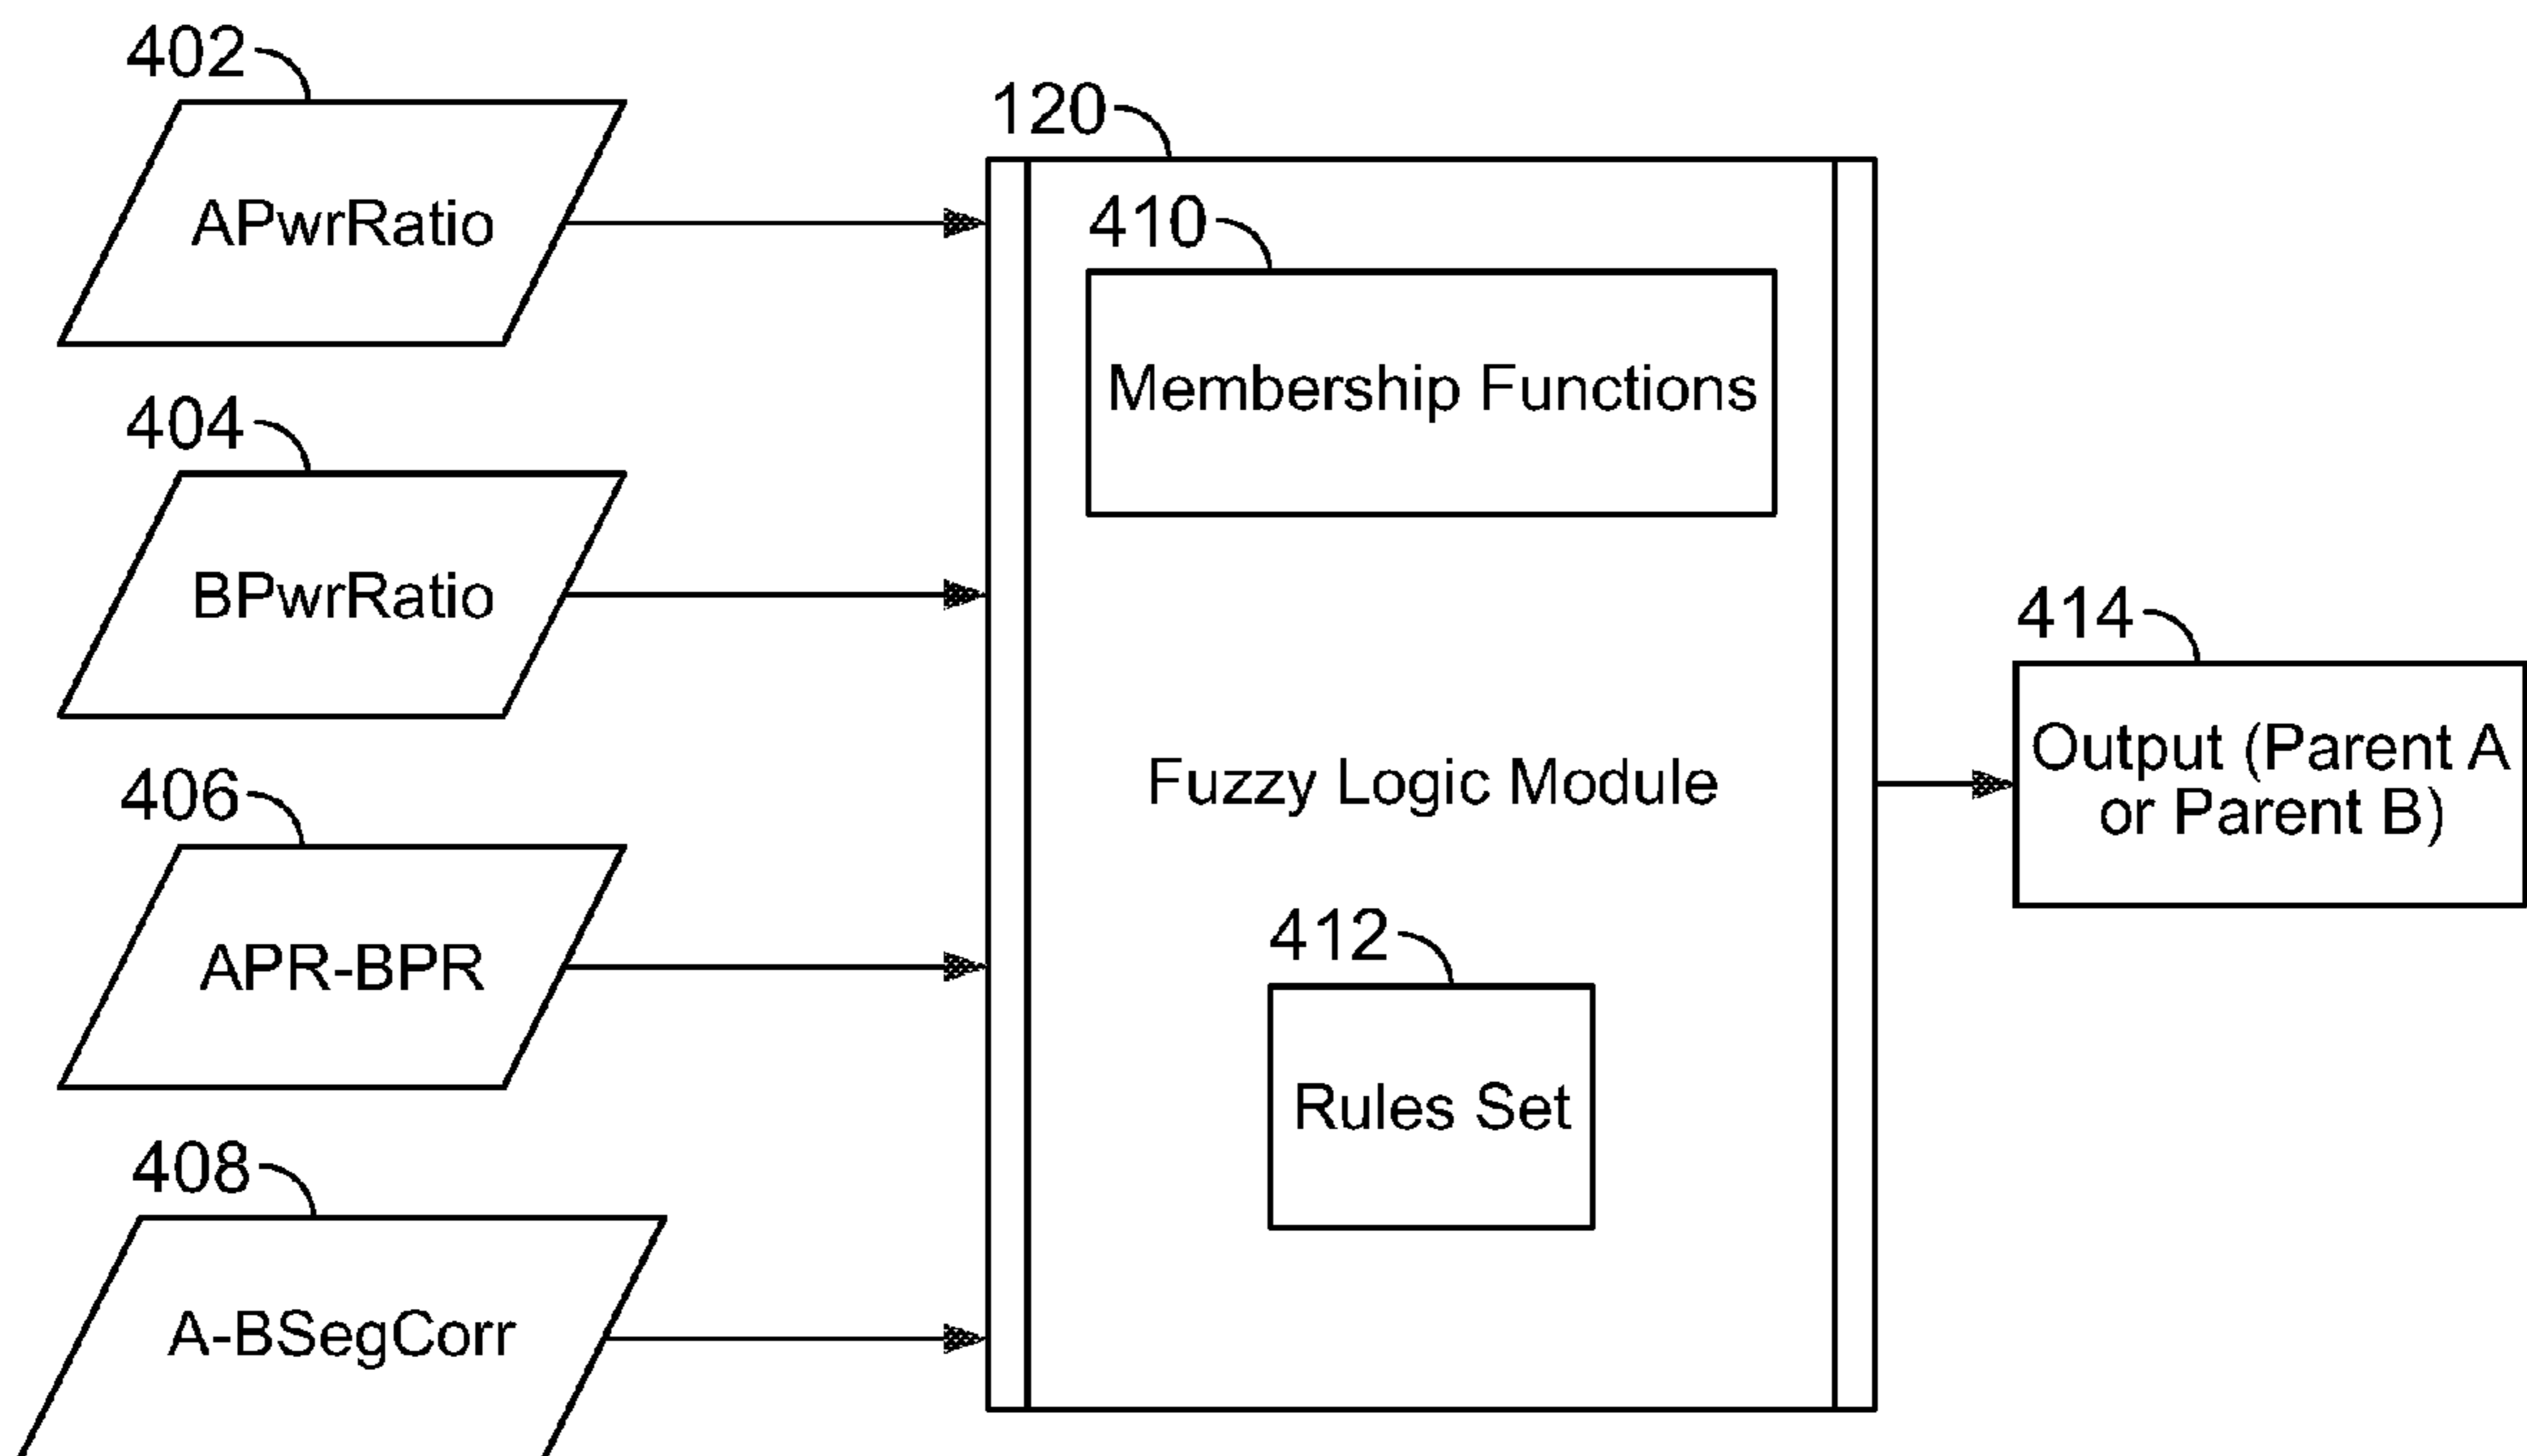 402
APwrRatio
404
BPwrRatio
406
APR-BPR
408
A-BSegCorr
120
410
Membership Functions
Fuzzy Logic Module
412
Rules Set
414
Output (Parent A
or Parent B)